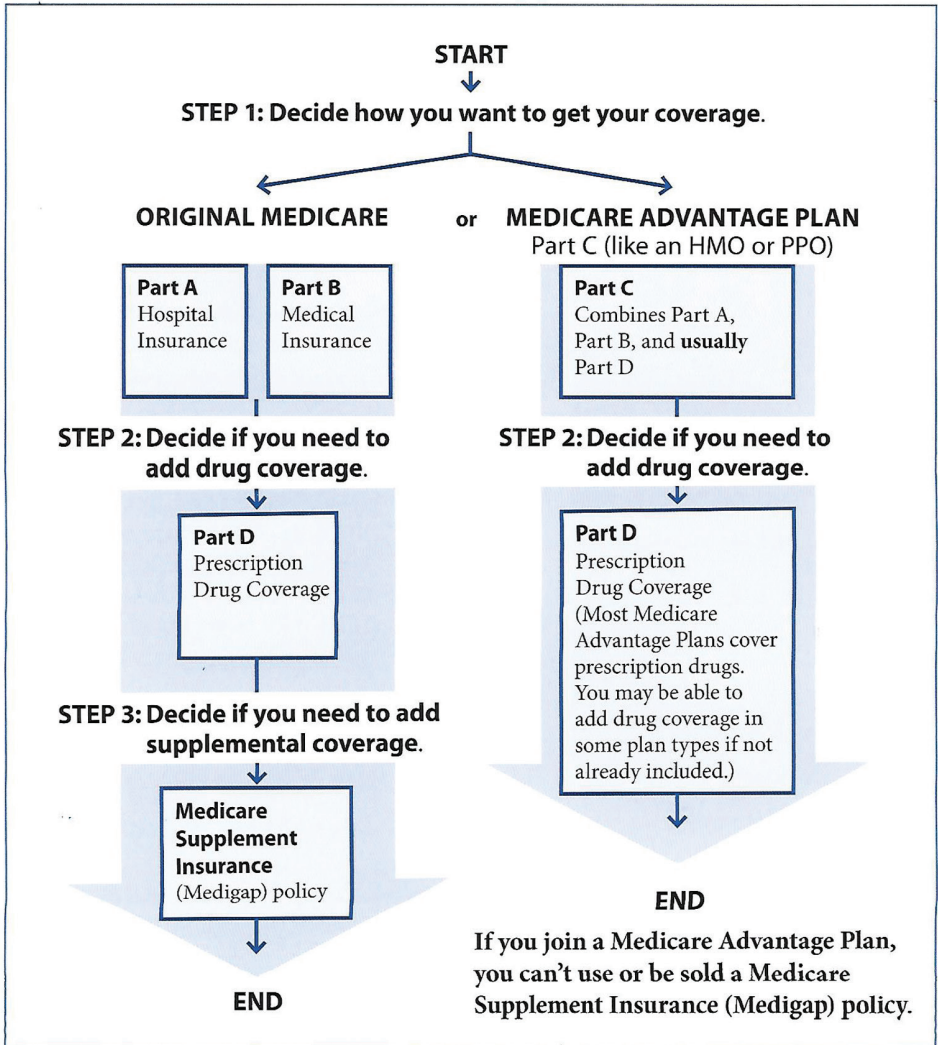 START
STEP 1: Decide how you want to get your coverage.
ORIGINAL MEDICARE or MEDICARE ADVANTAGE PLAN
Part C (like an HMO or PPO)
Part A
Hospital
Insurance
Part B
Medical
Insurance
Part C
Combines Part A,
Part B, and usually
Part D
STEP 2: Decide if you need to
add drug coverage.
Part D
Prescription
Drug Coverage
STEP 3: Decide if you need to add
supplemental coverage.
Medicare
Supplement
Insurance
(Medigap) policy
END
STEP 2: Decide if you need to
add drug coverage.
Part D
Prescription
Drug Coverage
(Most Medicare
Advantage Plans cover
prescription drugs.
You may be able to
add drug coverage in
some plan types if not
already included.)
END
If you join a Medicare Advantage Plan,
you can't use or be sold a Medicare
Supplement Insurance (Medigap) policy.